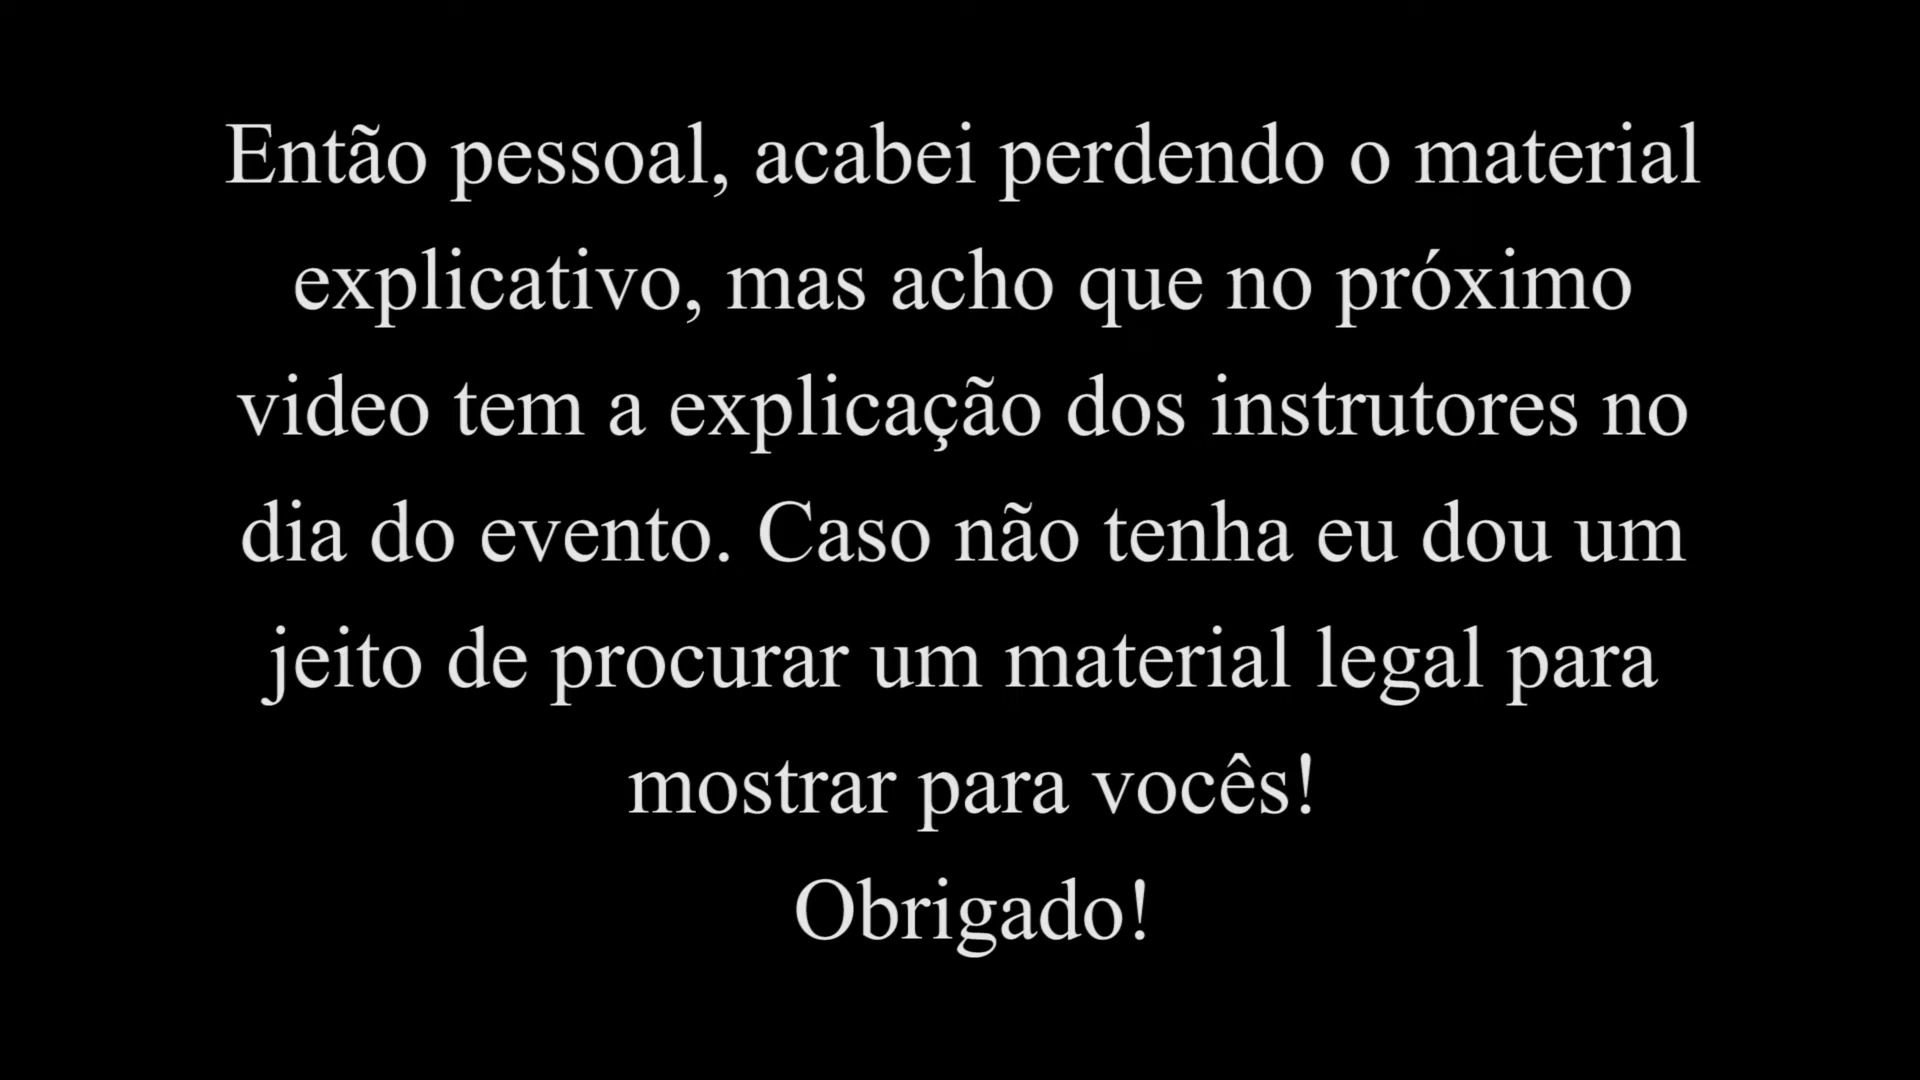 Então pessoal, acabei perdendo o material
explicativo, mas acho que no próximo
video tem a explicação dos instrutores no
dia do evento. Caso não tenha eu dou um
jeito de procurar um material legal para
mostrar para vocês!
Obrigado!